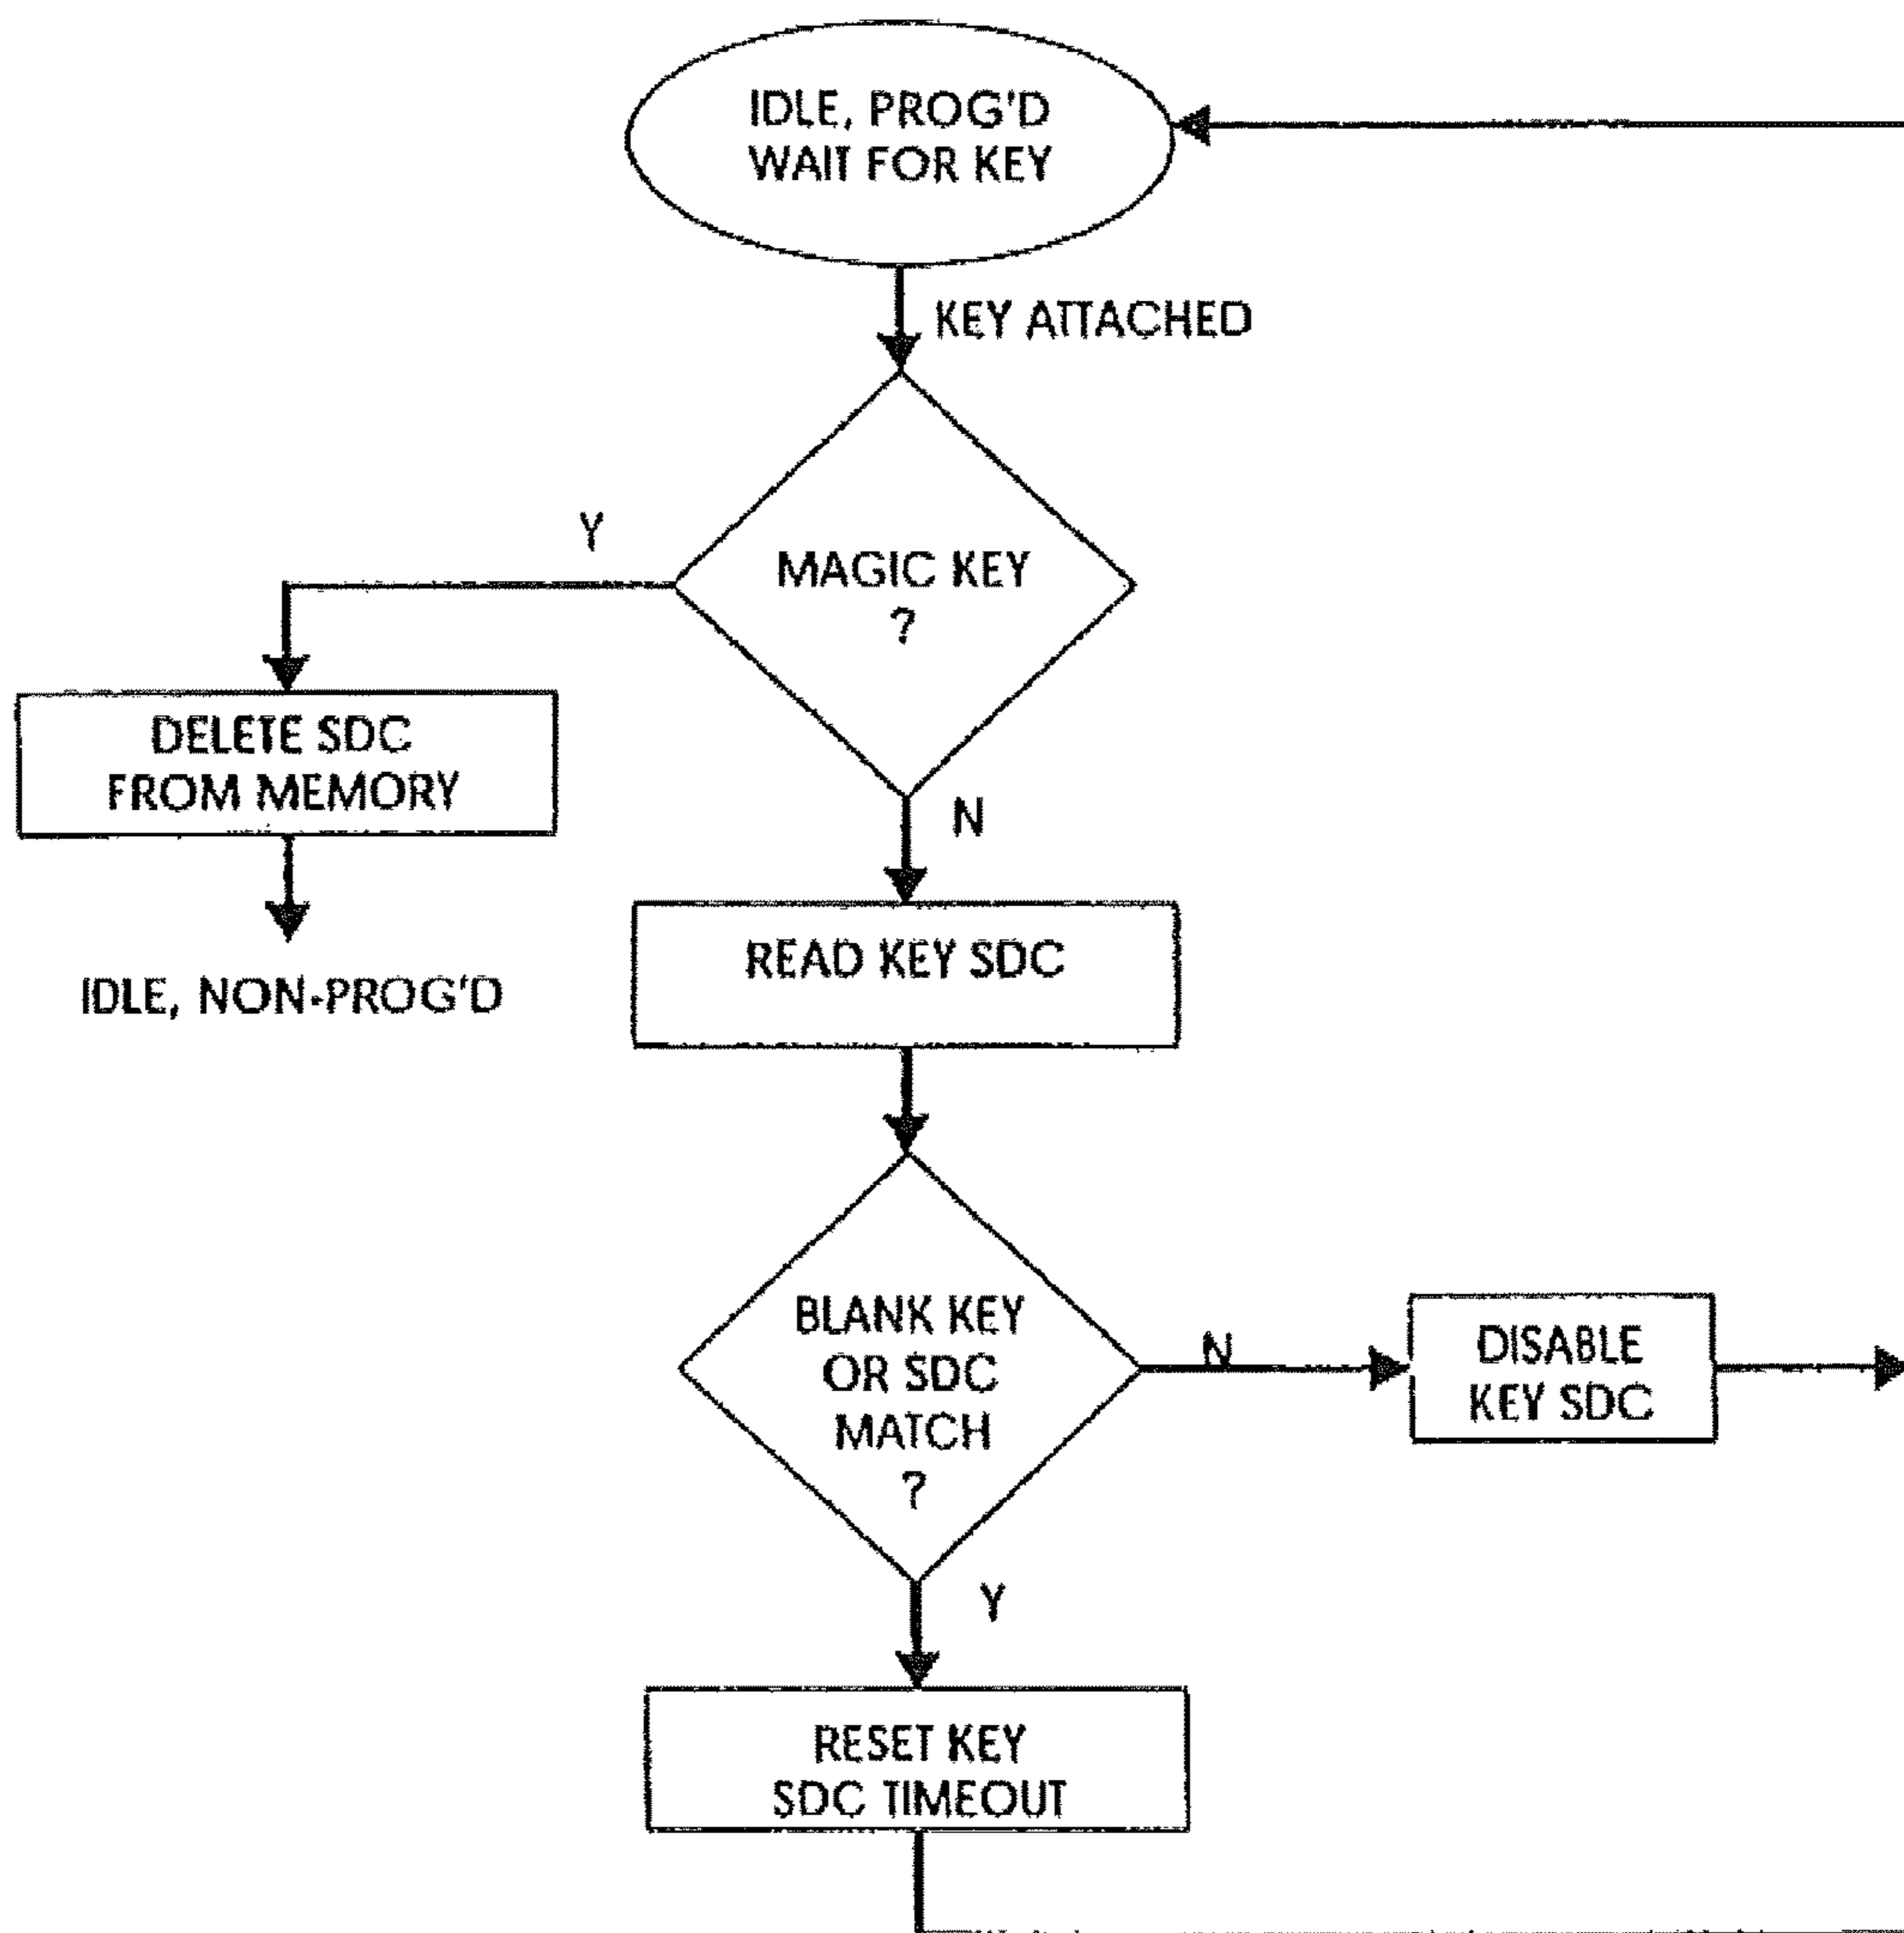 IDLE, PROG'D
WAIT FOR KEY
KEY ATTACHED
Y
MAGIC KEY
?
DELETE SDC
FROM MEMORY
N
IDLE, NON-PROG'D
READ KEY SDC
BLANK KEY
OR SDC
MATCH
?
N
DISABLE
KEY SDC
Y
RESET KEY
SDC TIMEOUT